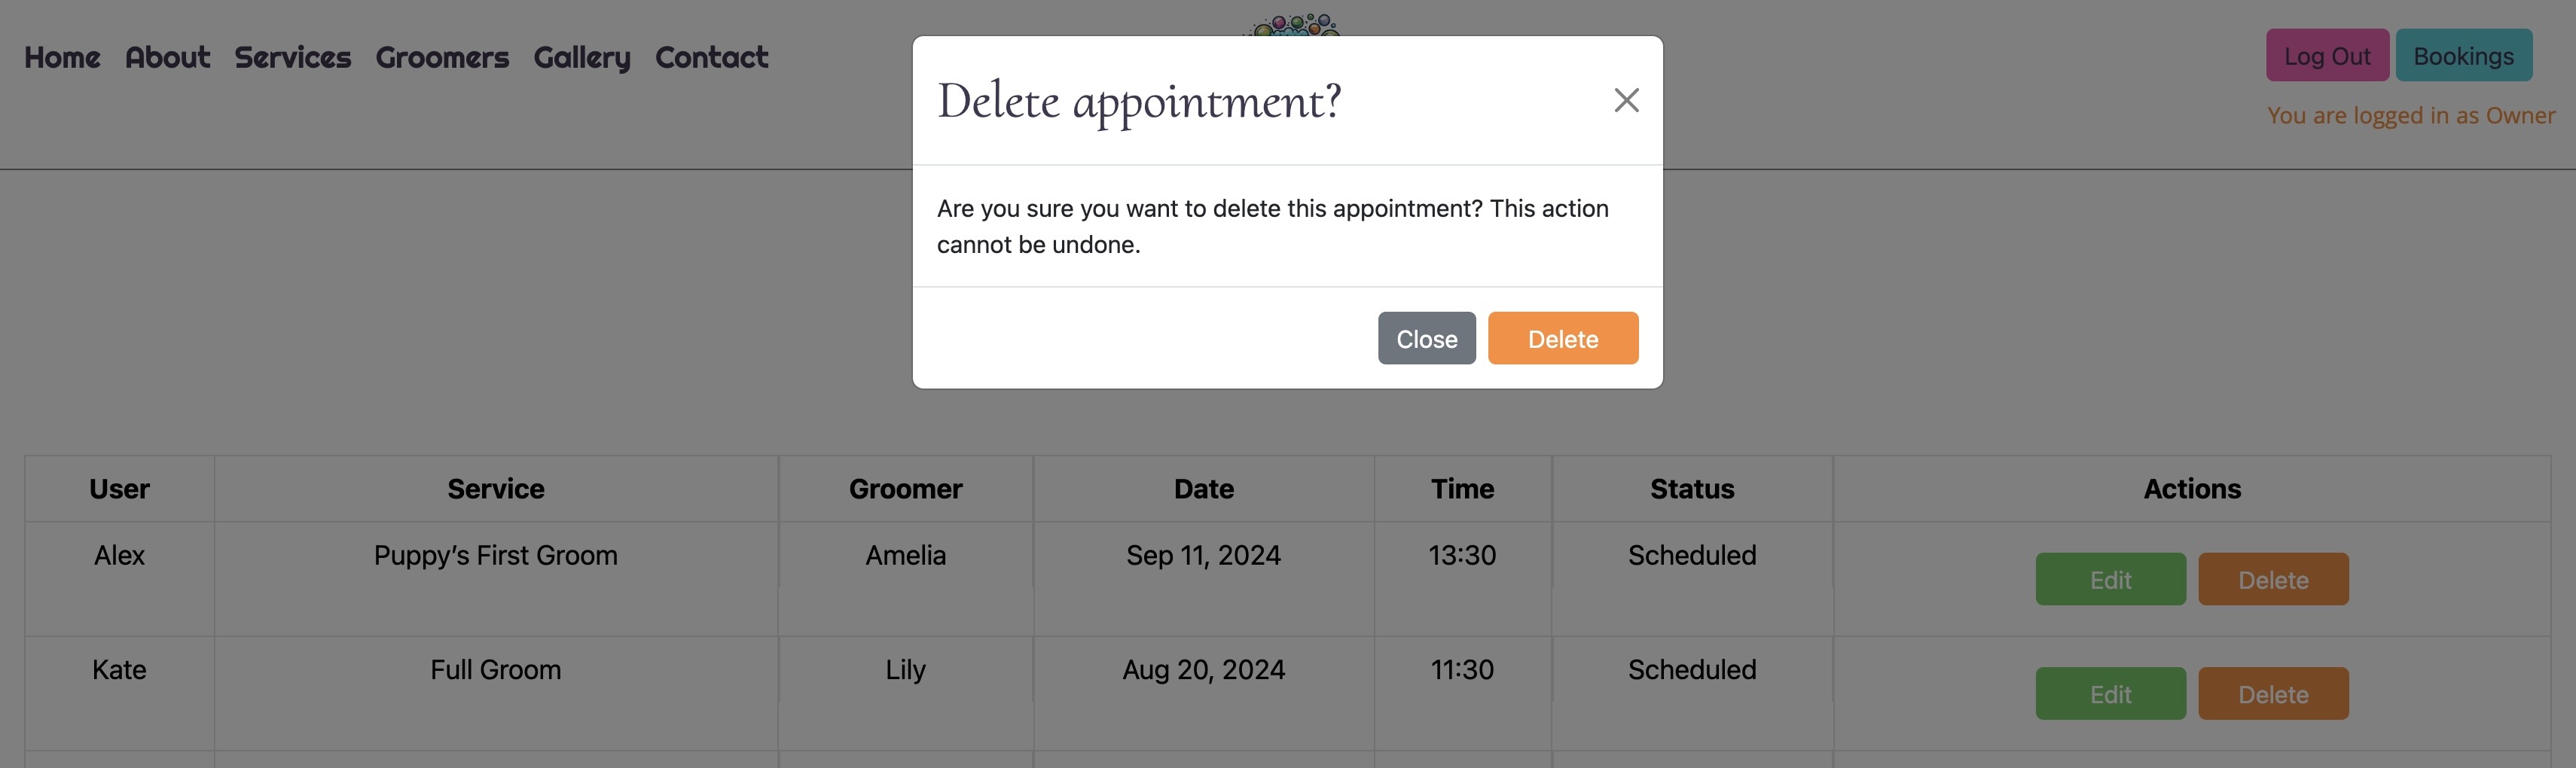 Home About Services Groomers Gallery Contact
Log Out Bookings
You are logged in as Owner
Delete appointment?
Are you sure you want to delete this appointment? This action
cannot be undone.
Close Delete
User Service Groomer Date Time Status Actions
Alex Puppy’s First Groom Amelia Sep 11, 2024 13:30 Scheduled Edit Delete
Kate Full Groom Lily Aug 20, 2024 11:30 Scheduled Edit Delete